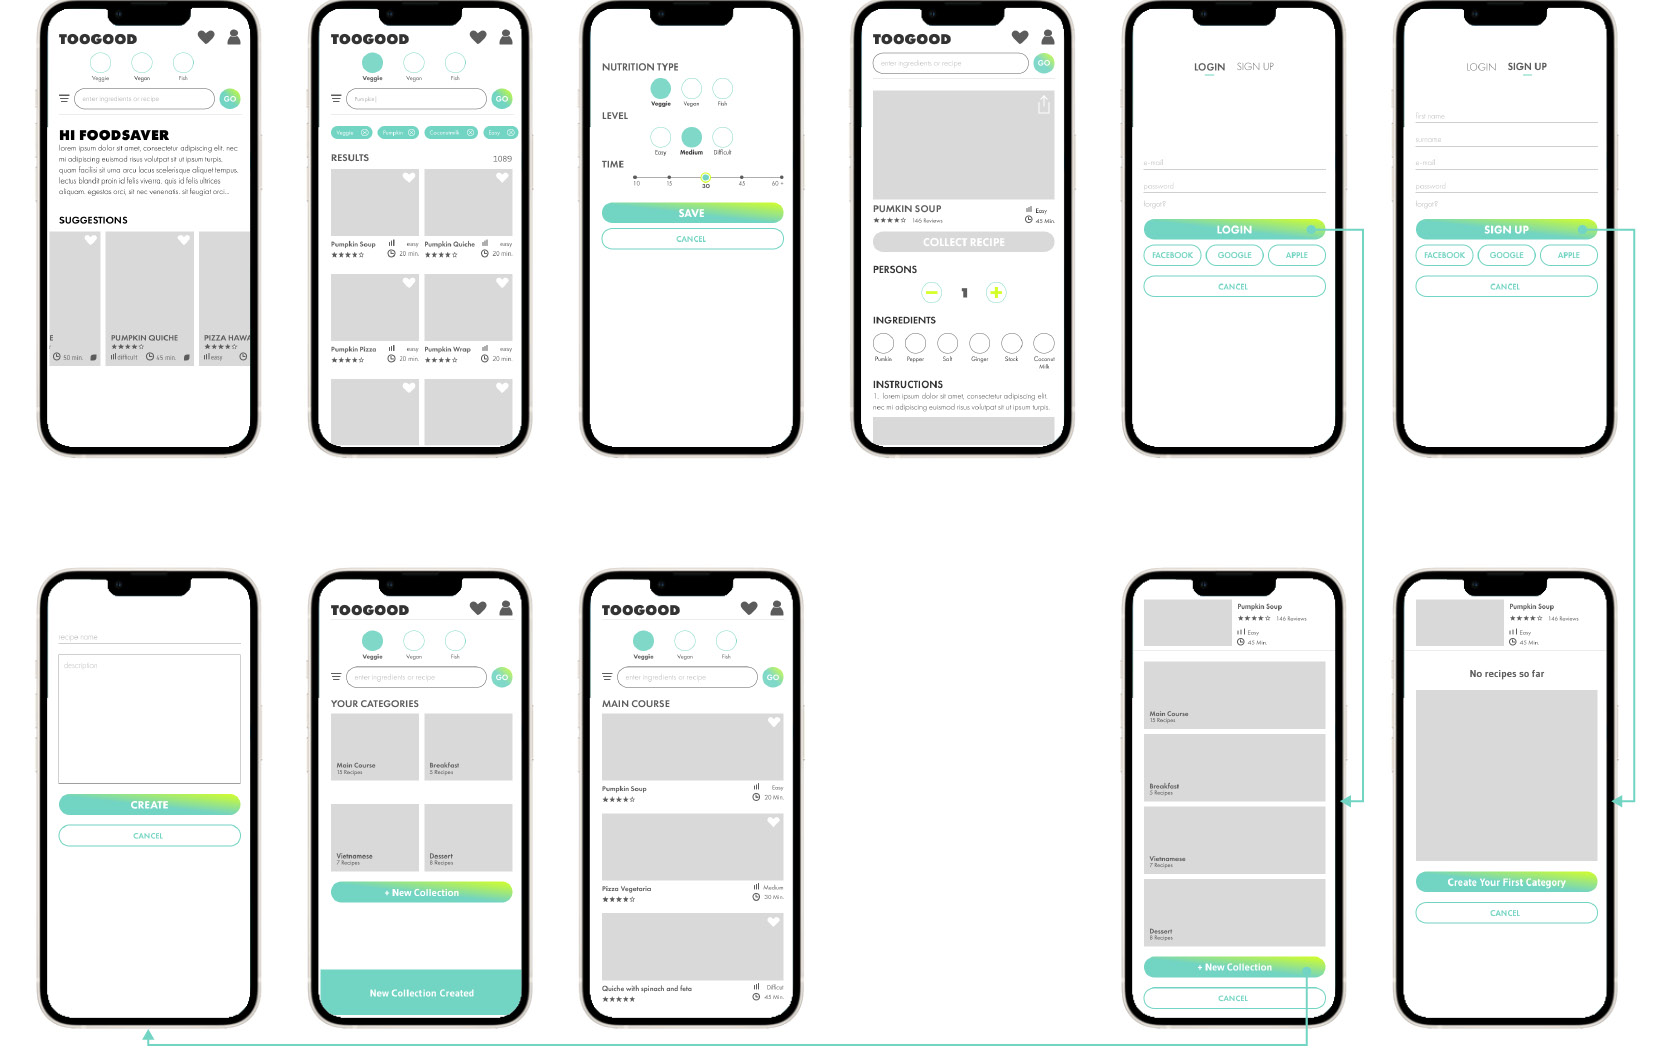 TOOGOOD
Veggie Vegan Fish
enter ingredients or recipe GO
HI FOODSAVER
lorem ipsum dolor sit amet, consectetur adipiscing elit. nec
mi adipiscing euismod risus volutpat sit ut ipsum turpis.
quam facilisi sit urna arcu lacus scelerisque aliquet tempus.
lectus blandit proin id felis viverra. quis id felis ultrices
aliquam, egestas orci, sit nec venenatis. sit feugiat orci...
SUGGESTIONS
E PUMPKIN QUICHE PIZZA HAWA
50 min. difficult 45 min. easy
TOOGOOD
Veggie Vegan Fish
Pumpkin| GO
Veggie Pumpkin Coconutmilk Easy
RESULTS 1089
Pumpkin Soup easy Pumpkin Quiche easy
20 min. 20 min.
Pumpkin Pizza easy Pumpkin Wrap easy
20 min. 20 min.
NUTRITION TYPE
Veggie Vegan Fish
LEVEL
Easy Medium Difficult
TIME
10 15 30 45 60 +
SAVE
CANCEL
TOOGOOD
enter ingredients or recipe GO
PUMKIN SOUP Easy
146 Reviews 45 Min.
COLLECT RECIPE
PERSONS
1
INGREDIENTS
Punkie Pepper Salt Ginger Stock Coconut
Milk
INSTRUCTIONS
1. lorem ipsum dolor sit amet, consectetur adipiscing elit.
nec mi adipiscing euismod risus volutpat sit ut ipsum turpis.
LOGIN SIGN UP
e-mail
password
forgot?
LOGIN
FACEBOOK GOOGLE APPLE
CANCEL
LOGIN SIGN UP
first name
surname
e-mail
password
forgot?
SIGN UP
FACEBOOK GOOGLE APPLE
CANCEL
recipe name
description
CREATE
CANCEL
TOOGOOD
Veggie Vegan Fish
enter ingredients or recipe GO
YOUR CATEGORIES
Main Course Breakfast
15 Recipes 5 Recipes
Vietnamese Dessert
7 Recipes 8 Recipes
+ New Collection
New Collection Created
TOOGOOD
Veggie Vegan Fish
enter ingredients or recipe GO
MAIN COURSE
Pumpkin Soup Easy
20 Min.
Pizza Vegetaria Medium
30 Min.
Quiche with spinach and feta Difficut
45 Min.
Pumpkin Soup
146 Reviews
Easy
45 Min.
Main Course
15 Recipes
Breakfast
5 Recipes
Vietnamese
7 Recipes
Dessert
8 Recipes
+ New Collection
CANCEL
Pumpkin Soup
146 Reviews
Easy
45 Min.
No recipes so far
Create Your First Category
CANCEL